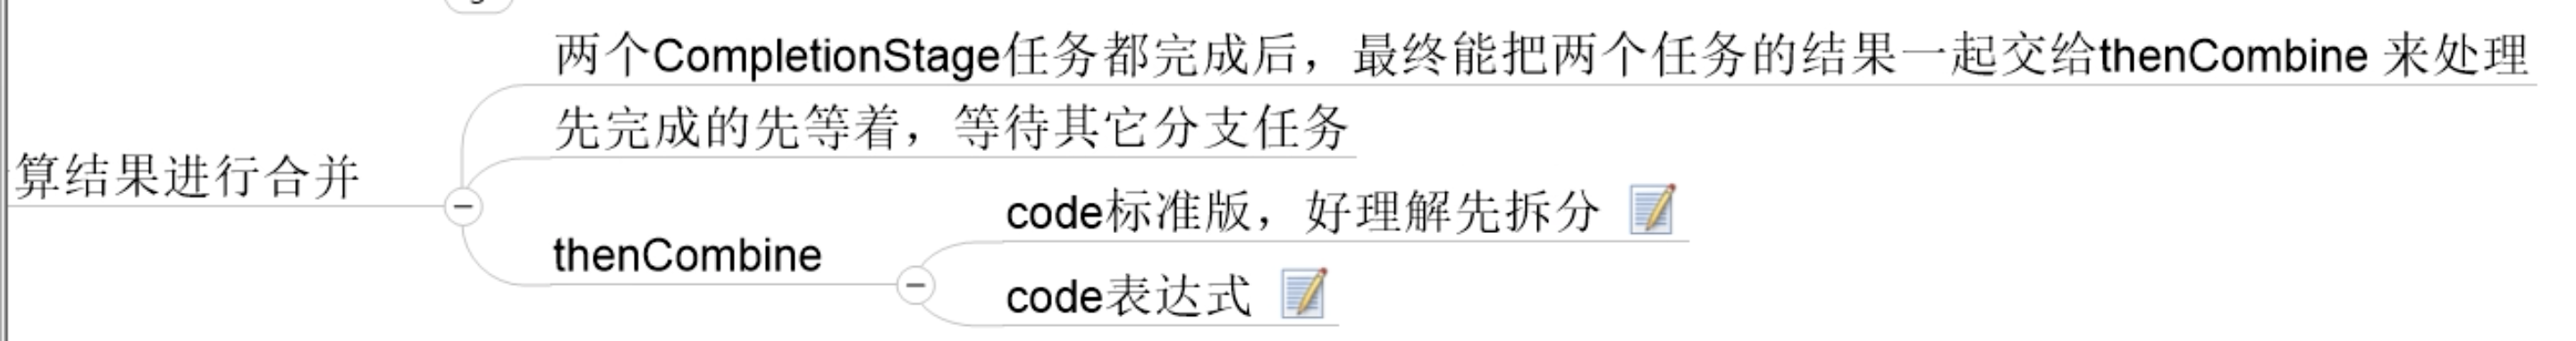 两个CompletionStage任务都完成后，最终能把两个任务的结果一起交给thenCombine 来处理
先完成的先等着，等待其它分支任务
算结果进行合并
code标准版，好理解先拆分
thenCombine
code表达式